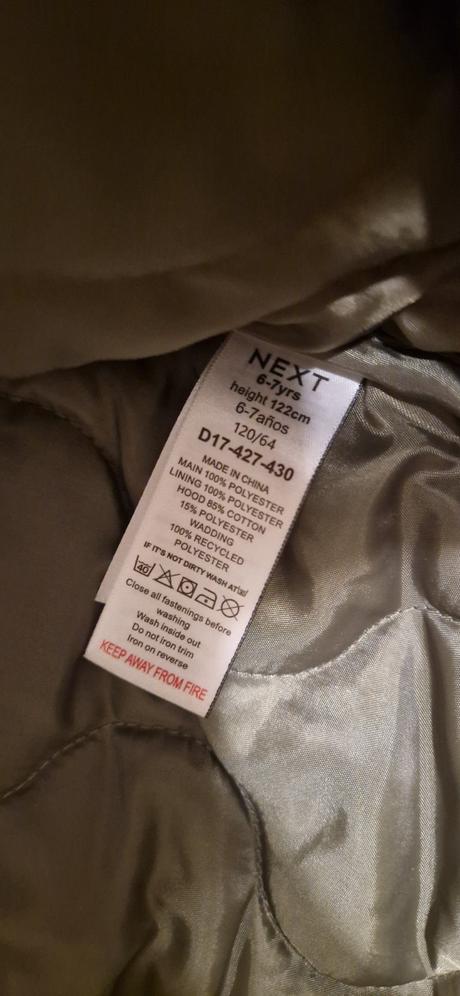 NEXT
6-7yrs
height 122cm
6-7años
120/64
D17-427-430
MADE IN CHINA
MAIN 100% POLYESTER
LINING 100% POLYESTER
HOOD 85% COTTON
15% POLYESTER
WADDING
100% RECYCLED
POLYESTER
IF IT'S NOT DIRTY WASH AT
40
Close all fastenings before
washing
Wash inside out
Do not iron trim
Iron on reverse
KEEP AWAY FROM FIRE